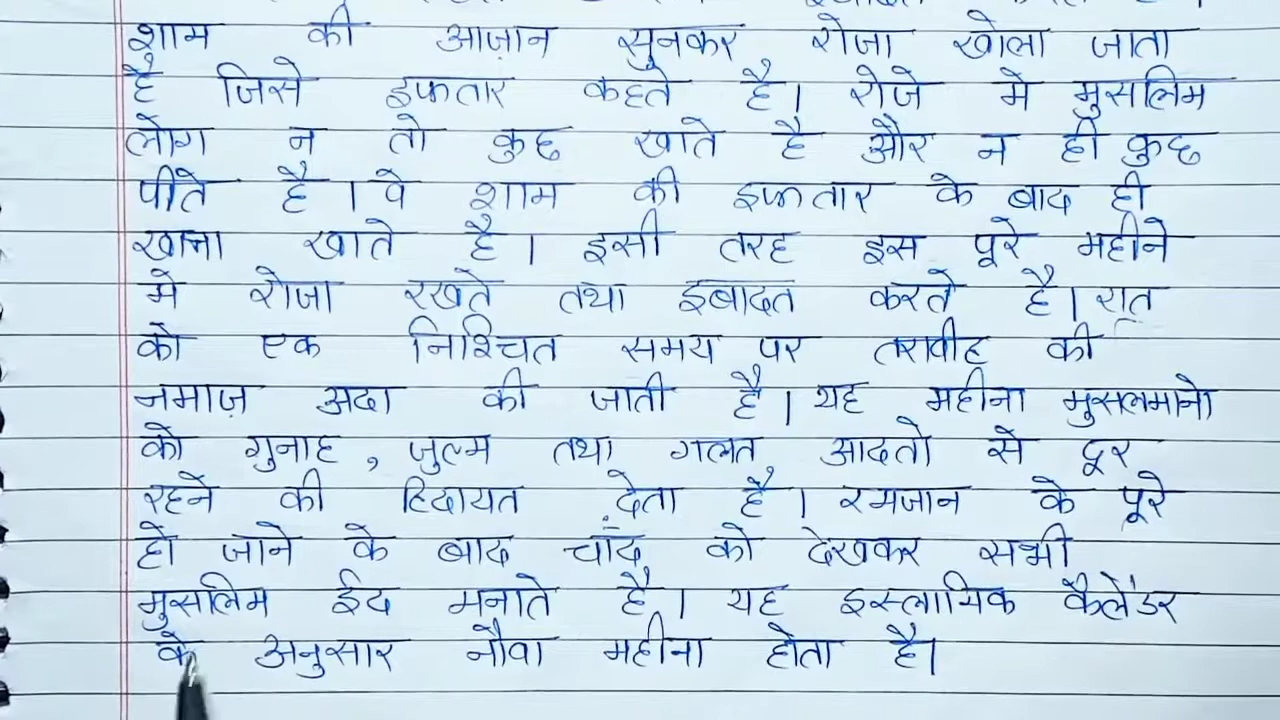 शाम की आज़ान सुनकर रोजा खोला जाता
है जिसे इफतार कहते है। रोजे मे मुसलिम
लोग न तो कुछ खाते है और न ही कुछ
पीते है। वे शाम की इफतार के बाद ही
खाना खाते है। इसी तरह इस पूरे महीने
मे रोजा रखते तथा इबादत करते है। रात
को एक निश्चित समय पर तरावीह की
नमाज़ अदा की जाती है। यह महीना मुसलमानो
को गुनाह, जुल्म तथा गलत आदतो से दूर
रहने की हिदायत देता है। रमजान के पूरे
हो जाने के बाद चाँद को देखकर सभी
मुसलिम ईद मनाते है। यह इस्लामिक कैलेंडर
के अनुसार नौवा महीना होता है।